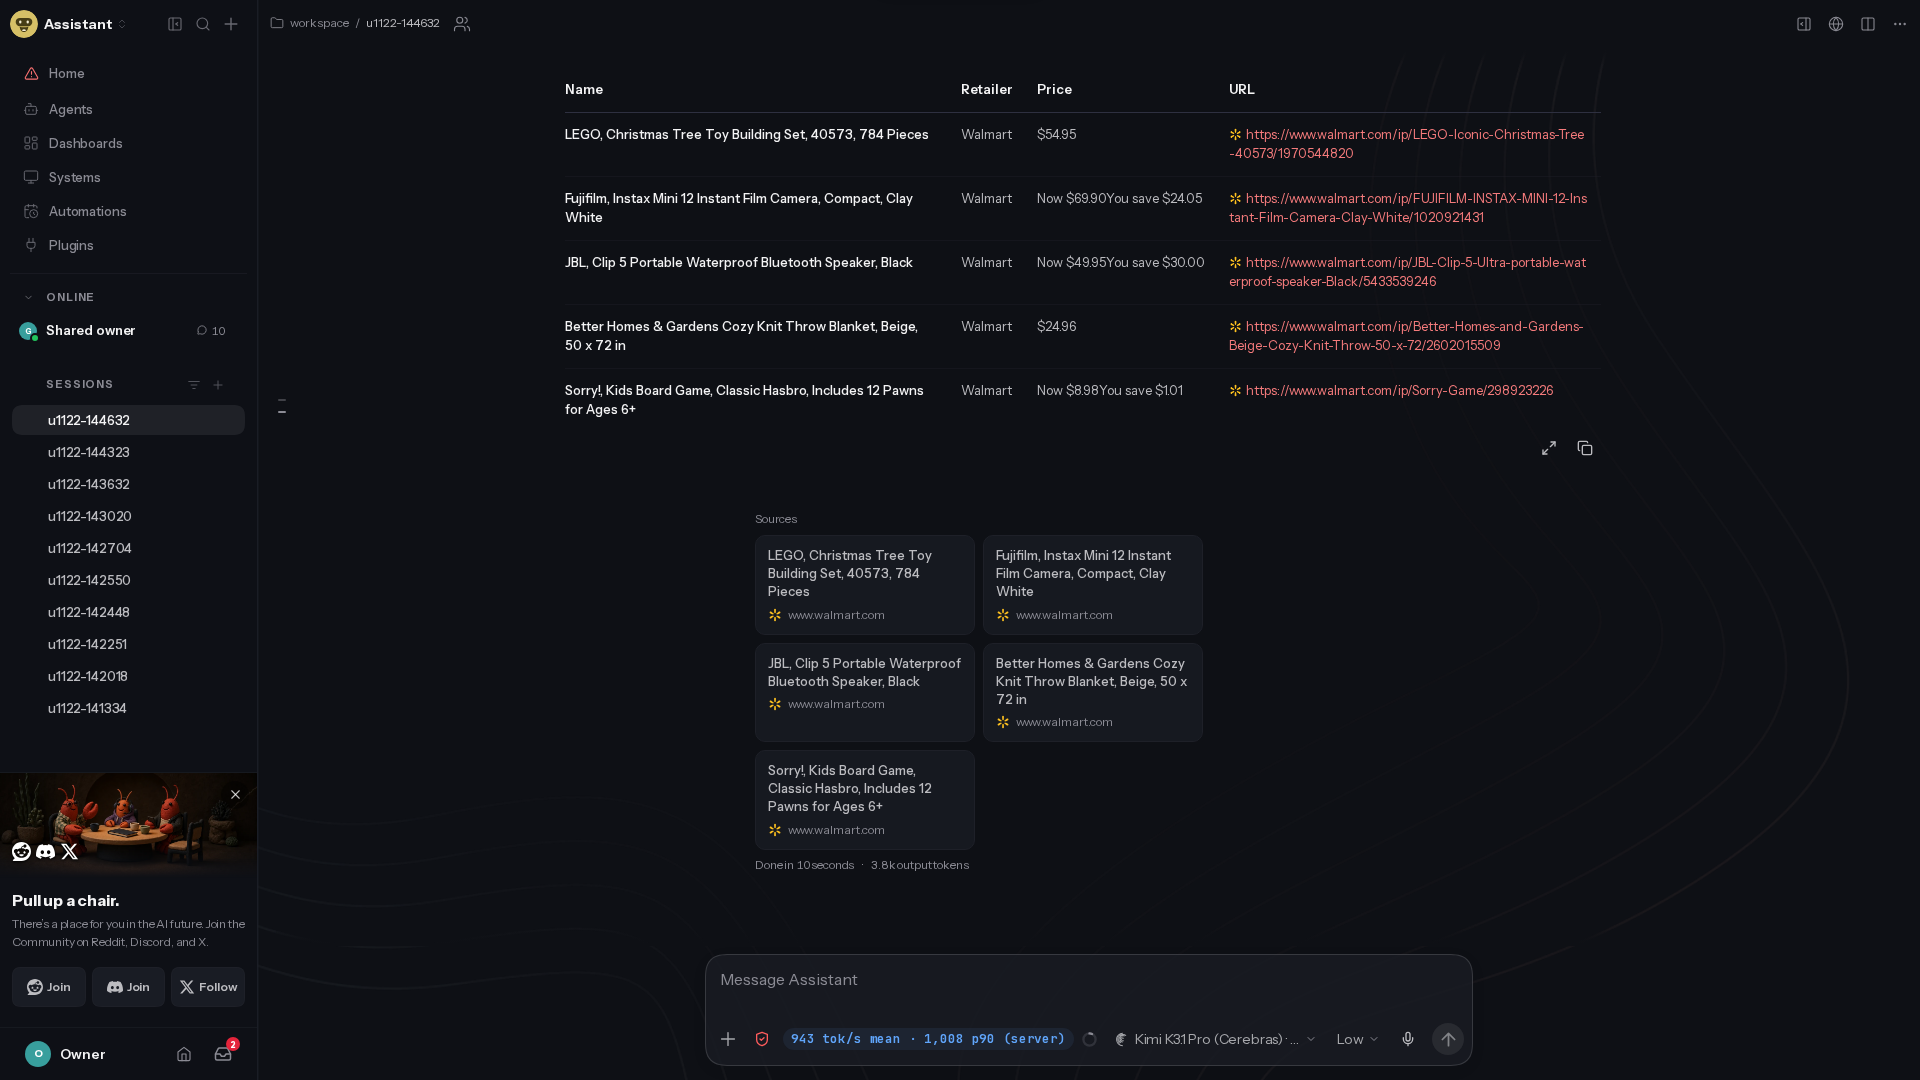 Assistant
workspace / u1122-144632
Home
Agents
Dashboards
Systems
Automations
Plugins
ONLINE
G Shared owner 10
SESSIONS
u1122-144632
u1122-144323
u1122-143632
u1122-143020
u1122-142704
u1122-142550
u1122-142448
u1122-142251
u1122-142018
u1122-141334
Pull up a chair.
There's a place for you in the AI future. Join the
Community on Reddit, Discord, and X.
Join Join Follow
O Owner 2
Name Retailer Price URL
LEGO, Christmas Tree Toy Building Set, 40573, 784 Pieces Walmart $54.95 https://www.walmart.com/ip/LEGO-Iconic-Christmas-Tree
-40573/1970544820
Fujifilm, Instax Mini 12 Instant Film Camera, Compact, Clay Walmart Now $69.90You save $24.05 https://www.walmart.com/ip/FUJIFILM-INSTAX-MINI-12-Ins
White tant-Film-Camera-Clay-White/1020921431
JBL, Clip 5 Portable Waterproof Bluetooth Speaker, Black Walmart Now $49.95You save $30.00 https://www.walmart.com/ip/JBL-Clip-5-Ultra-portable-wat
erproof-speaker-Black/5433539246
Better Homes & Gardens Cozy Knit Throw Blanket, Beige, Walmart $24.96 https://www.walmart.com/ip/Better-Homes-and-Gardens-
50 x 72 in Beige-Cozy-Knit-Throw-50-x-72/2602015509
Sorry!, Kids Board Game, Classic Hasbro, Includes 12 Pawns Walmart Now $8.98You save $1.01 https://www.walmart.com/ip/Sorry-Game/298923226
for Ages 6+
Sources
LEGO, Christmas Tree Toy
Building Set, 40573, 784
Pieces
www.walmart.com
Fujifilm, Instax Mini 12 Instant
Film Camera, Compact, Clay
White
www.walmart.com
JBL, Clip 5 Portable Waterproof
Bluetooth Speaker, Black
www.walmart.com
Better Homes & Gardens Cozy
Knit Throw Blanket, Beige, 50 x
72 in
www.walmart.com
Sorry!, Kids Board Game,
Classic Hasbro, Includes 12
Pawns for Ages 6+
www.walmart.com
Done in 10 seconds · 3.8k output tokens
Message Assistant
943 tok/s mean · 1,008 p90 (server) Kimi K3.1 Pro (Cerebras) · ... Low